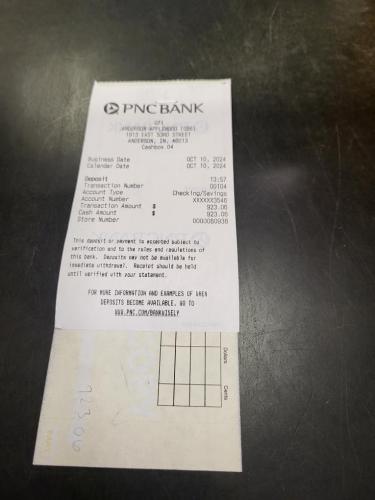 PNC BANK
ANDERSON APPLEWOOD (086)
1913 EAST 53RD STREET
ANDERSON, IN, 46013
Cashbox 04
Business Date OCT 10, 2024
Calendar Date OCT 10, 2024
Deposit 13:57
Transaction Number 00104
Account Type Checking/Savings
Account Number XXXXXX3546
Transaction Amount $ 923.06
Cash Amount $ 923.06
Store Number 0000080938
This deposit or payment is accepted subject to
verification and to the rules and regulations of
this bank. Deposits may not be available for
immediate withdrawal. Receipt should be held
until verified with your statement.
FOR MORE INFORMATION AND EXAMPLES OF WHEN
DEPOSITS BECOME AVAILABLE, GO TO
WWW.PNC.COM/BANKWISELY
Dollars
Cents
923.06